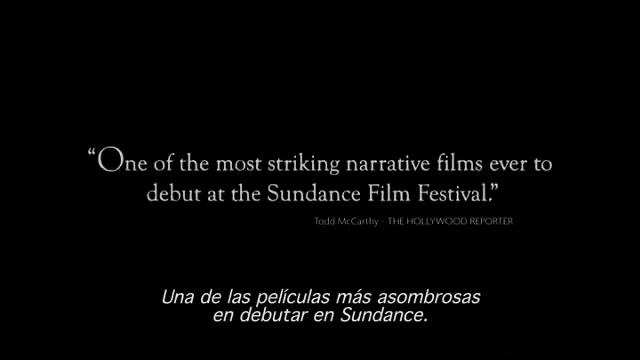 “One of the most striking narrative films ever to
debut at the Sundance Film Festival.”
Todd McCarthy - THE HOLLYWOOD REPORTER
Una de las películas más asombrosas
en debutar en Sundance.